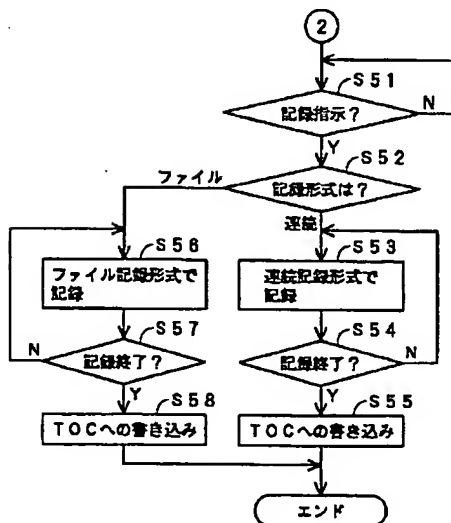 2
S51
記録指示?
N
Y
S52
ファイル
記録形式は?
連続
S56
S53
ファイル記録形式で
記録
連続記録形式で
記録
S57
S54
N
記録終了?
記録終了?
N
Y
S58
Y
S55
TOCへの書き込み
TOCへの書き込み
エンド